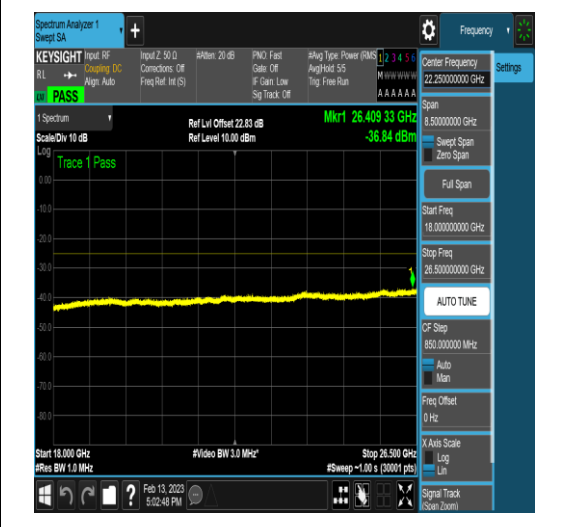 Spectrum Analyzer 1
Swept SA
+
Frequency
KEYSIGHT
RL
PASS
Input: RF
Coupling: DC
Align: Auto
Input Z: 50 Ω
Corrections: Off
Freq Ref: Int (S)
#Atten: 20 dB
PNO: Fast
Gate: Off
IF Gain: Low
Sig Track: Off
#Avg Type: Power (RMS
Avg|Hold: 5/5
Trig: Free Run
1 2 3 4 5 6
M W W W W W
A A A A A A
1 Spectrum
Scale/Div 10 dB
Ref Lvl Offset 22.83 dB
Ref Level 10.00 dBm
Mkr1 26.409 33 GHz
-36.84 dBm
Log
Trace 1 Pass
0.00
-10.0
-20.0
-30.0
-40.0
-50.0
-60.0
-70.0
-80.0
1
Start 18.000 GHz
#Res BW 1.0 MHz
#Video BW 3.0 MHz*
Stop 26.500 GHz
#Sweep ~1.00 s (30001 pts)
Feb 13, 2023
5:02:48 PM
?
Center Frequency
22.250000000 GHz
Settings
Span
8.50000000 GHz
Swept Span
Zero Span
Full Span
Start Freq
18.000000000 GHz
Stop Freq
26.500000000 GHz
AUTO TUNE
CF Step
850.000000 MHz
Auto
Man
Freq Offset
0 Hz
X Axis Scale
Log
Lin
Signal Track
(Span Zoom)